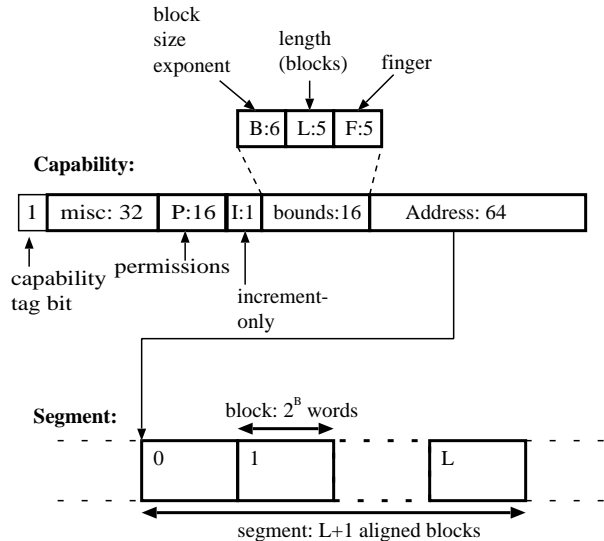 block
size
exponent
length
(blocks)
finger
B:6 L:5 F:5
Capability:
1 misc: 32 P:16 I:1 bounds:16 Address: 64
capability
tag bit
permissions
increment-
only
Segment:
block: 2^B words
0 1 L
segment: L+1 aligned blocks